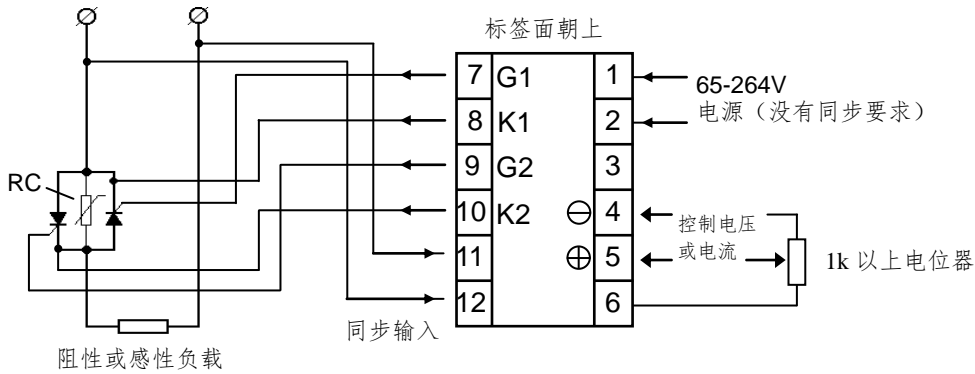 标签面朝上
7 G1 1
65-264V
8 K1 2
电源（没有同步要求）
9 G2 3
RC
10 K2 ⊖ 4
控制电压
或电流
11 ⊕ 5
1k 以上电位器
12 6
同步输入
阻性或感性负载